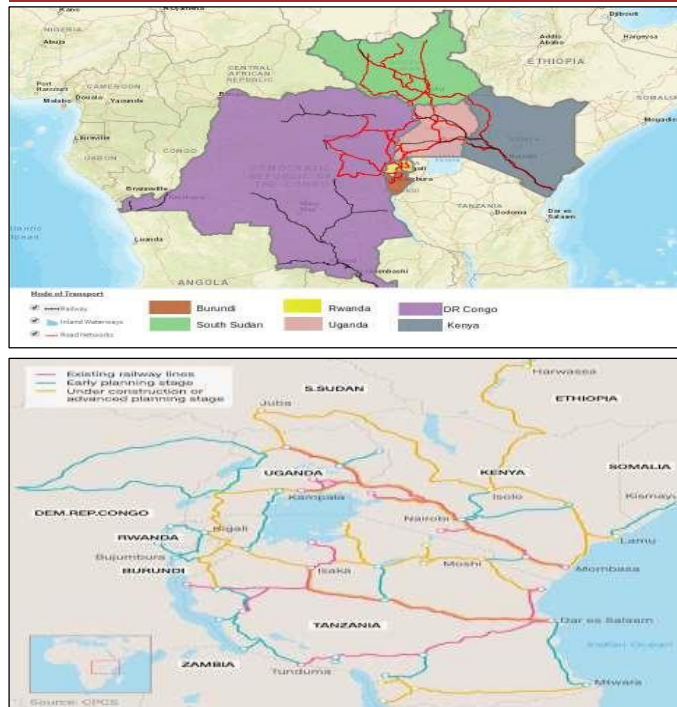 Kano
NIGERIA
Abuja
Port
Harcourt
CAMEROON
Malabo
Douala
Yaounde
CENTRAL
AFRICAN
REPUBLIC
Addis
Ababa
Djibouti
Hargeysa
ETHIOPIA
SOMALIA
Mogadis
Libreville
GABON
CONGO
Brazzaville
DEMOCRATIC
REPUBLIC OF
THE CONGO
TANZANIA
Dodoma
Dar es
Salaam
Luanda
ANGOLA
Mode of Transport
Railway
Inland Waterways
Road Networks
Burundi
Rwanda
DR Congo
South Sudan
Uganda
Kenya
Existing railway lines
Early planning stage
Under construction or
advanced planning stage
S.SUDAN
Harwassa
ETHIOPIA
Juba
UGANDA
KENYA
SOMALIA
Kampala
Isolo
Kismayu
DEM.REP.CONGO
Nairobi
Lamu
RWANDA
Bigali
Bujumbura
BURUNDI
Isaka
Moshi
Mombasa
TANZANIA
Dar es Salaam
Indian Ocean
ZAMBIA
Tunduma
Mtwara
Source: CPCS